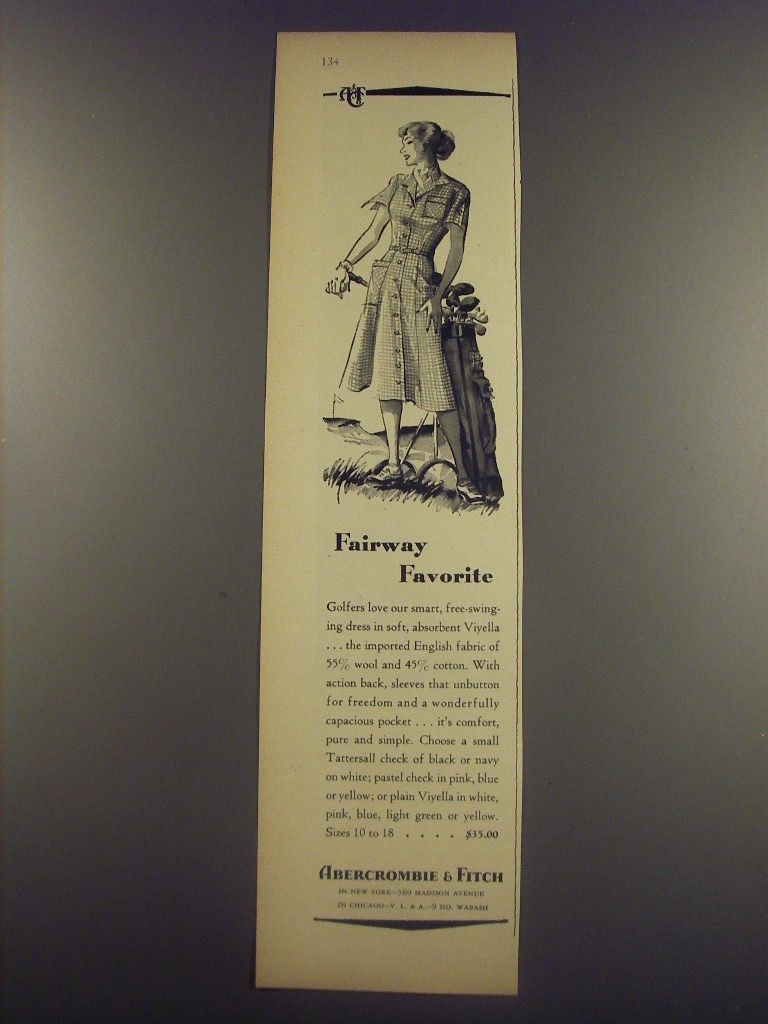 134
A&F
Fairway
Favorite
Golfers love our smart, free-swing-
ing dress in soft, absorbent Viyella
. . . the imported English fabric of
55% wool and 45% cotton. With
action back, sleeves that unbutton
for freedom and a wonderfully
capacious pocket . . . it's comfort,
pure and simple. Choose a small
Tattersall check of black or navy
on white; pastel check in pink, blue
or yellow; or plain Viyella in white,
pink, blue, light green or yellow.
Sizes 10 to 18 . . . . $35.00
ABERCROMBIE & FITCH
IN NEW YORK—360 MADISON AVENUE
IN CHICAGO—V. L. & A.—9 NO. WABASH